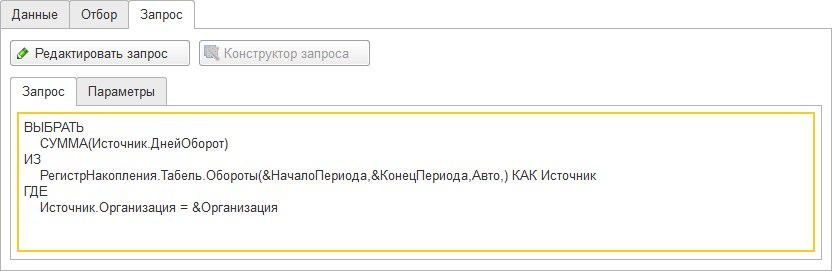 Данные Отбор Запрос
Редактировать запрос Конструктор запроса
Запрос Параметры
ВЫБРАТЬ
СУММА(Источник.ДнейОборот)
ИЗ
РегистрНакопления.Табель.Обороты(&НачалоПериода,&КонецПериода,Авто,) КАК Источник
ГДЕ
Источник.Организация = &Организация